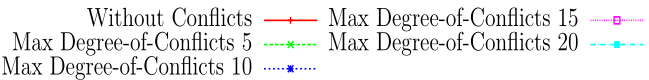 Without Conflicts
Max Degree-of-Conflicts 5
Max Degree-of-Conflicts 10
Max Degree-of-Conflicts 15
Max Degree-of-Conflicts 20